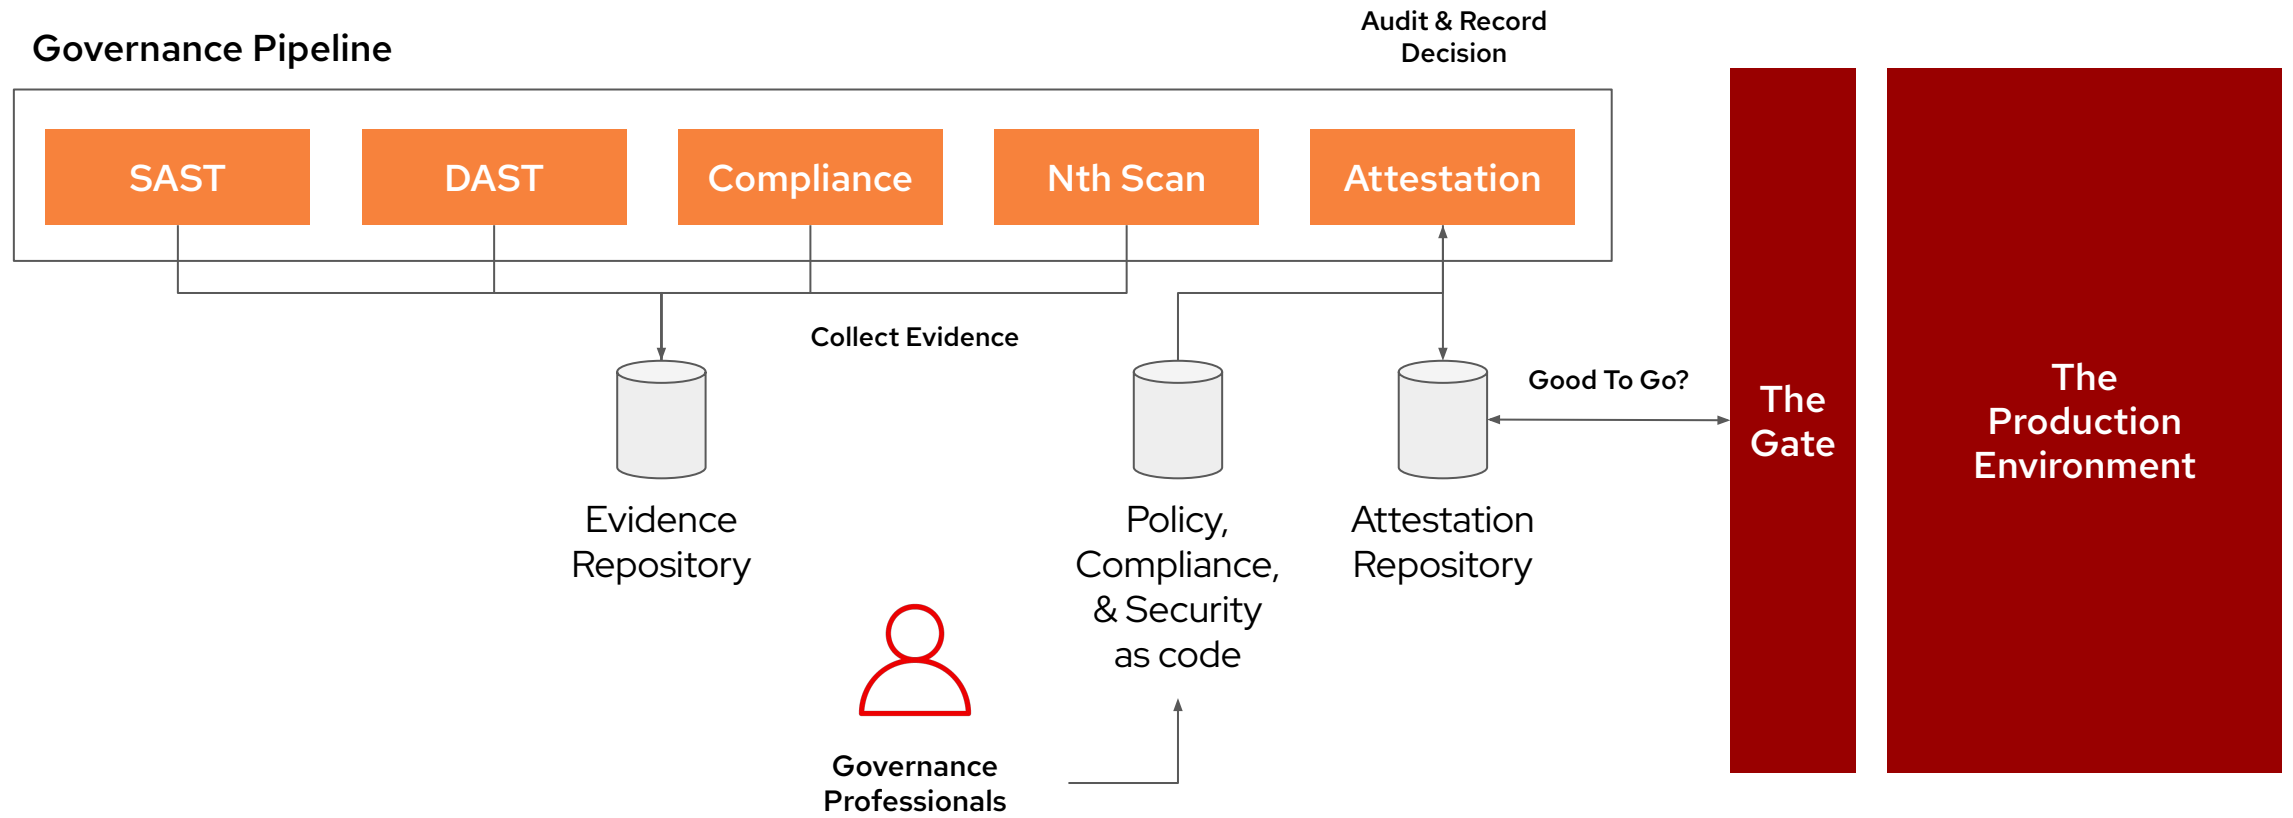 Governance Pipeline
Audit & Record
Decision
SAST
DAST
Compliance
Nth Scan
Attestation
Collect Evidence
Good To Go?
The
Gate
The
Production
Environment
Evidence
Repository
Policy,
Compliance,
& Security
as code
Attestation
Repository
Governance
Professionals